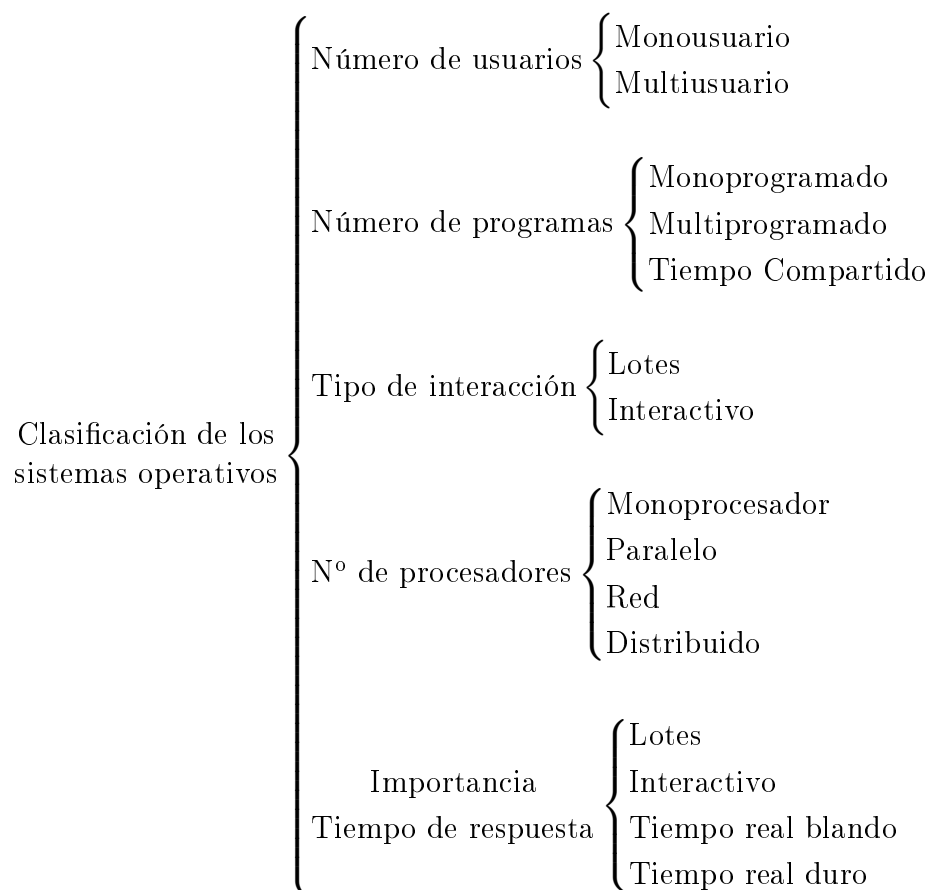 Clasificación de los
sistemas operativos
Número de usuarios
Monousuario
Multiusuario
Número de programas
Monoprogramado
Multiprogramado
Tiempo Compartido
Tipo de interacción
Lotes
Interactivo
Nº de procesadores
Monoprocesador
Paralelo
Red
Distribuido
Importancia
Tiempo de respuesta
Lotes
Interactivo
Tiempo real blando
Tiempo real duro